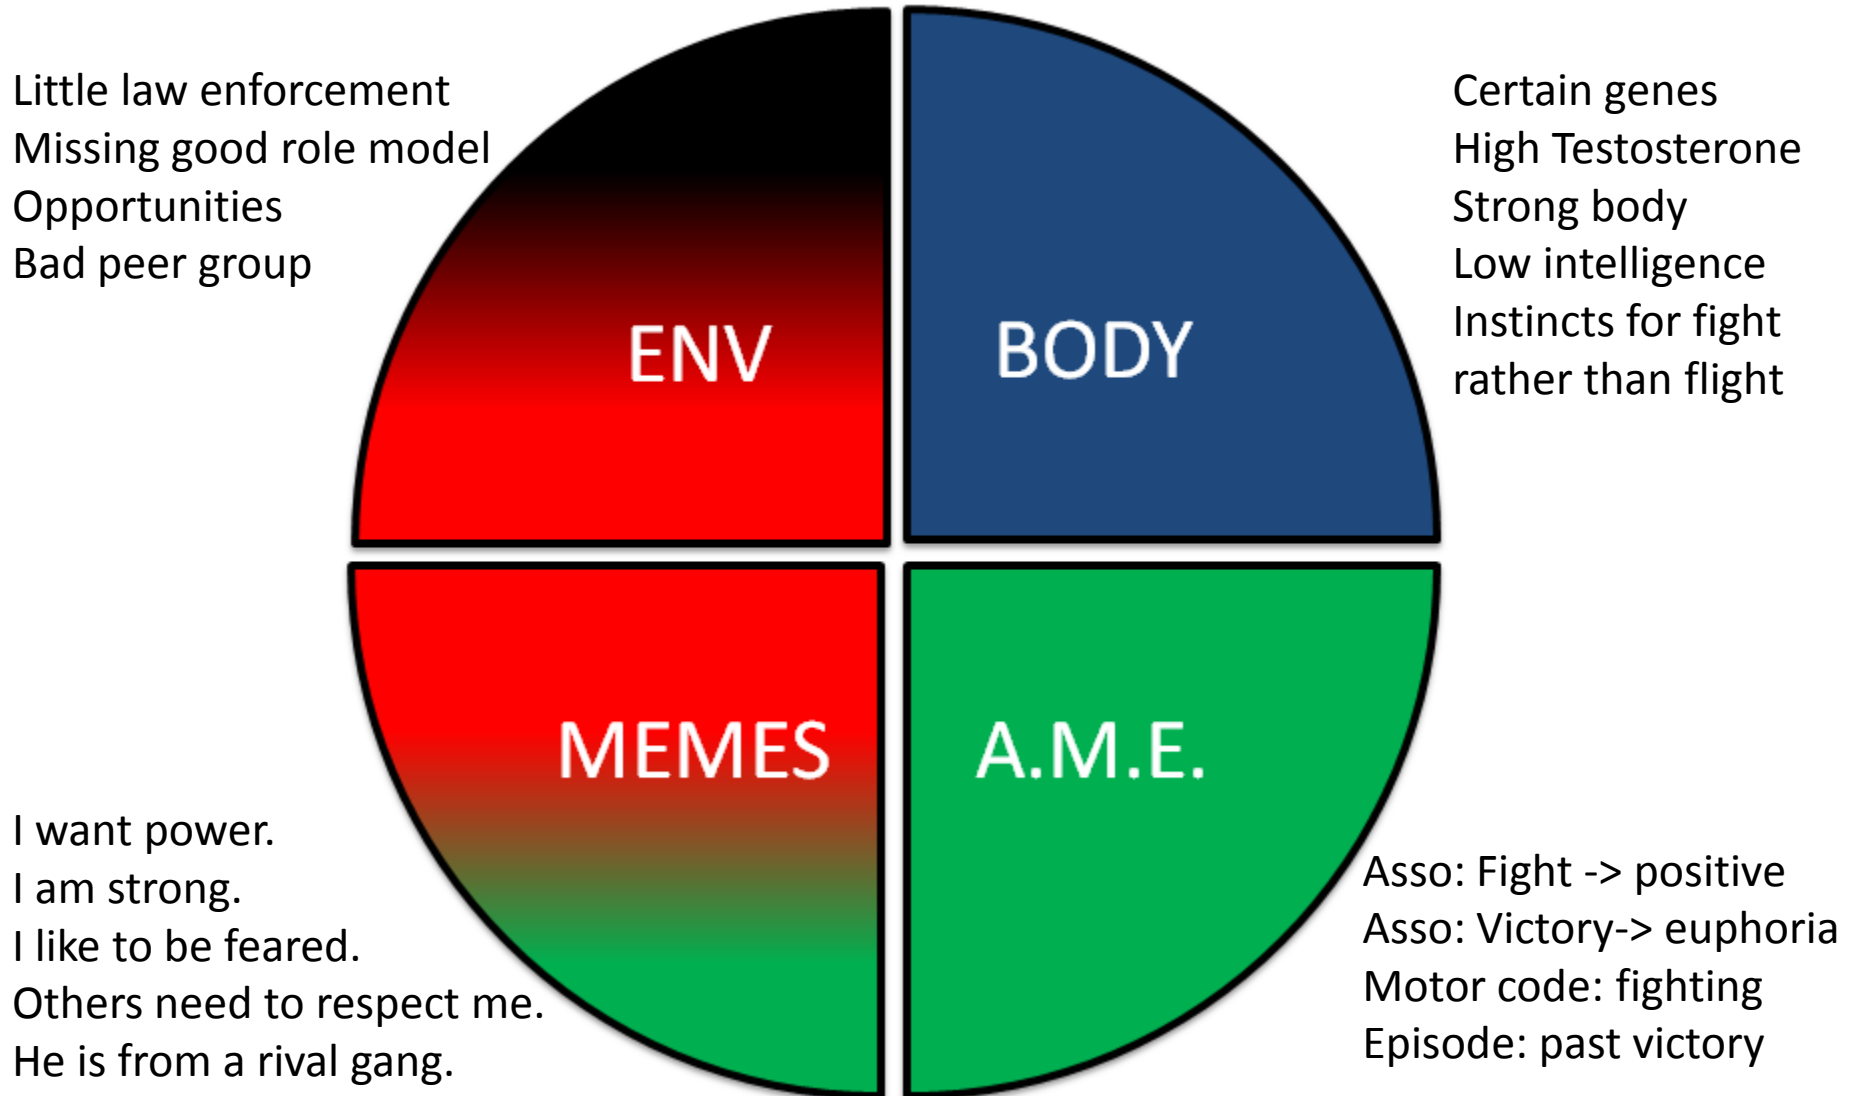 Little law enforcement
Missing good role model
Opportunities
Bad peer group
ENV
BODY
Certain genes
High Testosterone
Strong body
Low intelligence
Instincts for fight
rather than flight
MEMES
A.M.E.
I want power.
I am strong.
I like to be feared.
Others need to respect me.
He is from a rival gang.
Asso: Fight -> positive
Asso: Victory-> euphoria
Motor code: fighting
Episode: past victory